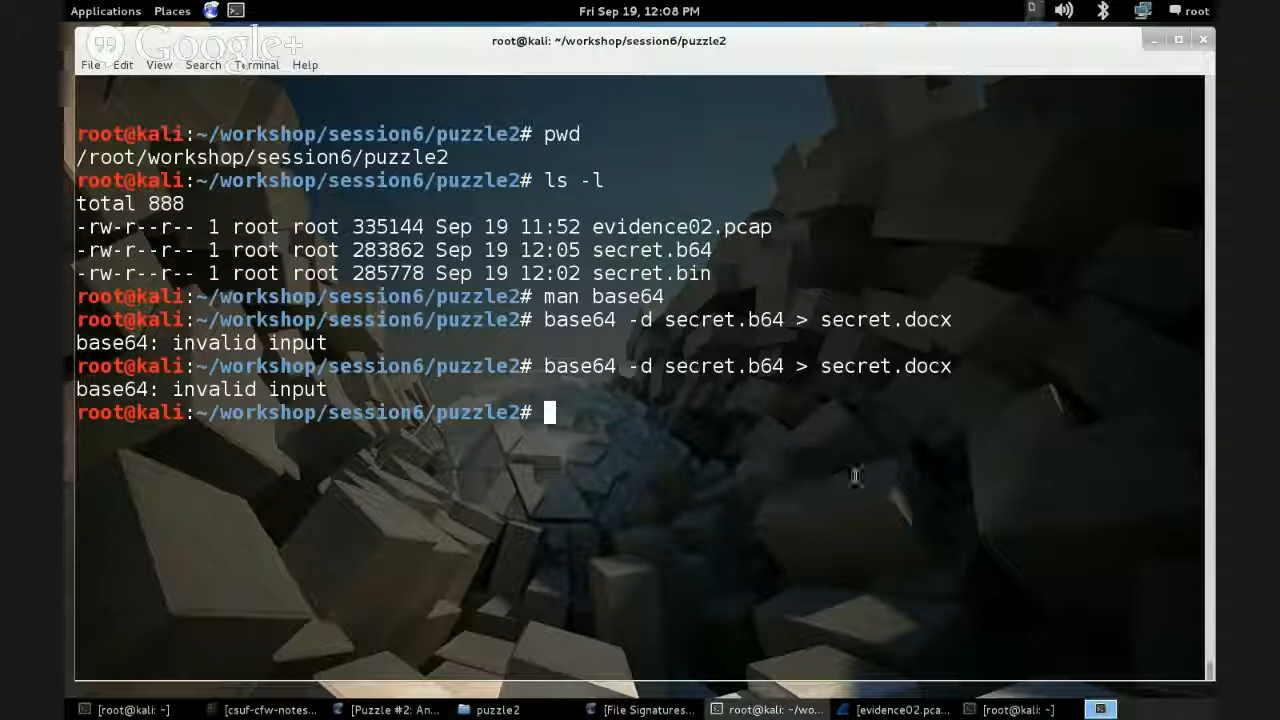 Applications Places Fri Sep 19, 12:08 PM root
Google+
root@kali: ~/workshop/session6/puzzle2
File Edit View Search Terminal Help
root@kali:~/workshop/session6/puzzle2# pwd
/root/workshop/session6/puzzle2
root@kali:~/workshop/session6/puzzle2# ls -l
total 888
-rw-r--r-- 1 root root 335144 Sep 19 11:52 evidence02.pcap
-rw-r--r-- 1 root root 283862 Sep 19 12:05 secret.b64
-rw-r--r-- 1 root root 285778 Sep 19 12:02 secret.bin
root@kali:~/workshop/session6/puzzle2# man base64
root@kali:~/workshop/session6/puzzle2# base64 -d secret.b64 > secret.docx
base64: invalid input
root@kali:~/workshop/session6/puzzle2# base64 -d secret.b64 > secret.docx
base64: invalid input
root@kali:~/workshop/session6/puzzle2#
[root@kali: ~] [csuf-cfw-notes... [Puzzle #2: An... puzzle2 [File Signatures... root@kali: ~/wo... [evidence02.pca... [root@kali: ~]